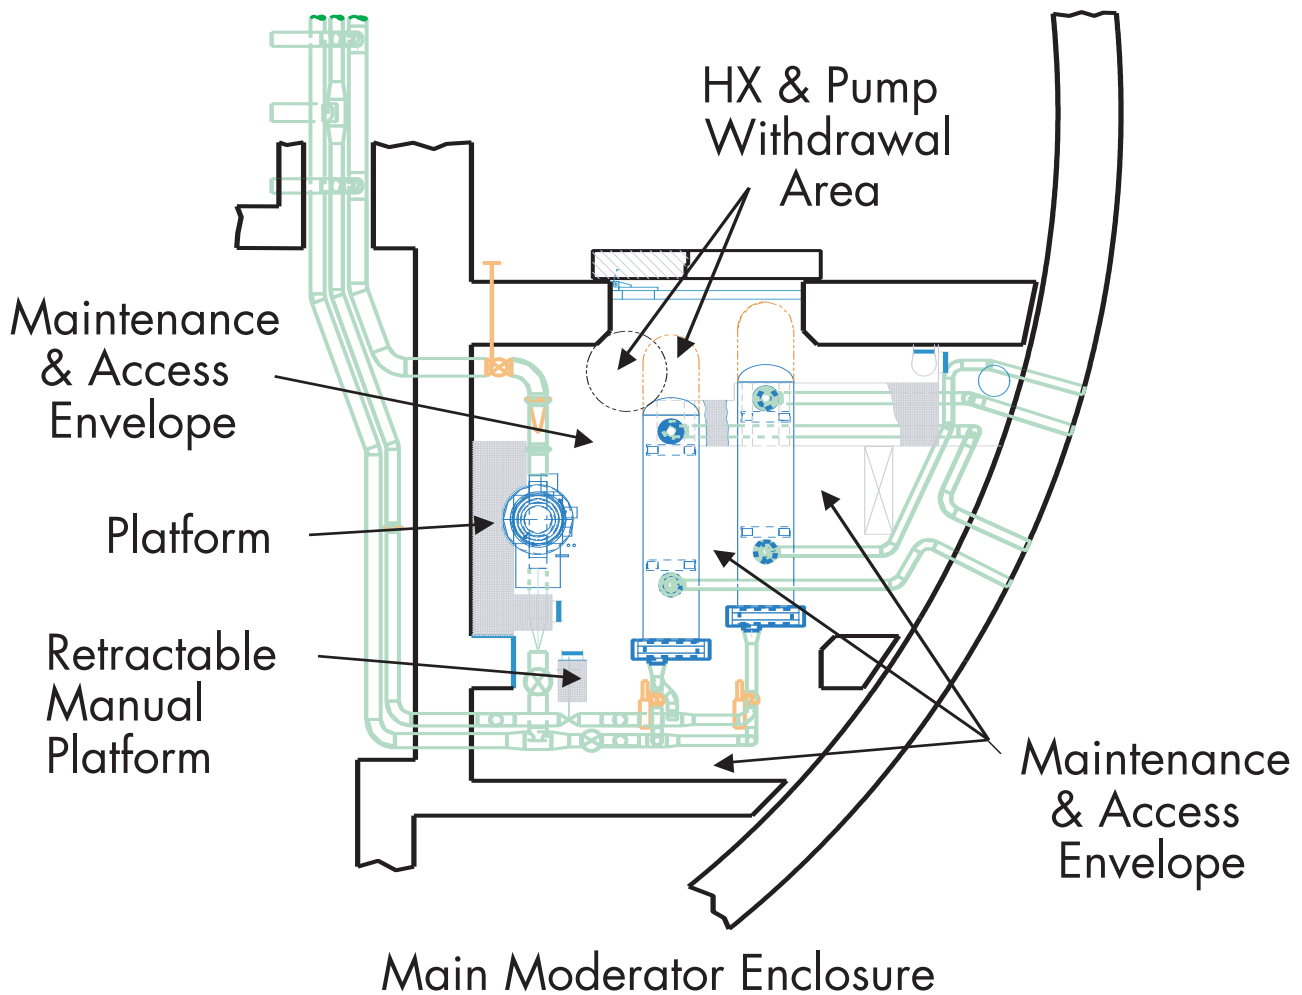 HX & Pump
Withdrawal
Area
Maintenance
& Access
Envelope
Platform
Retractable
Manual
Platform
Maintenance
& Access
Envelope
Main Moderator Enclosure